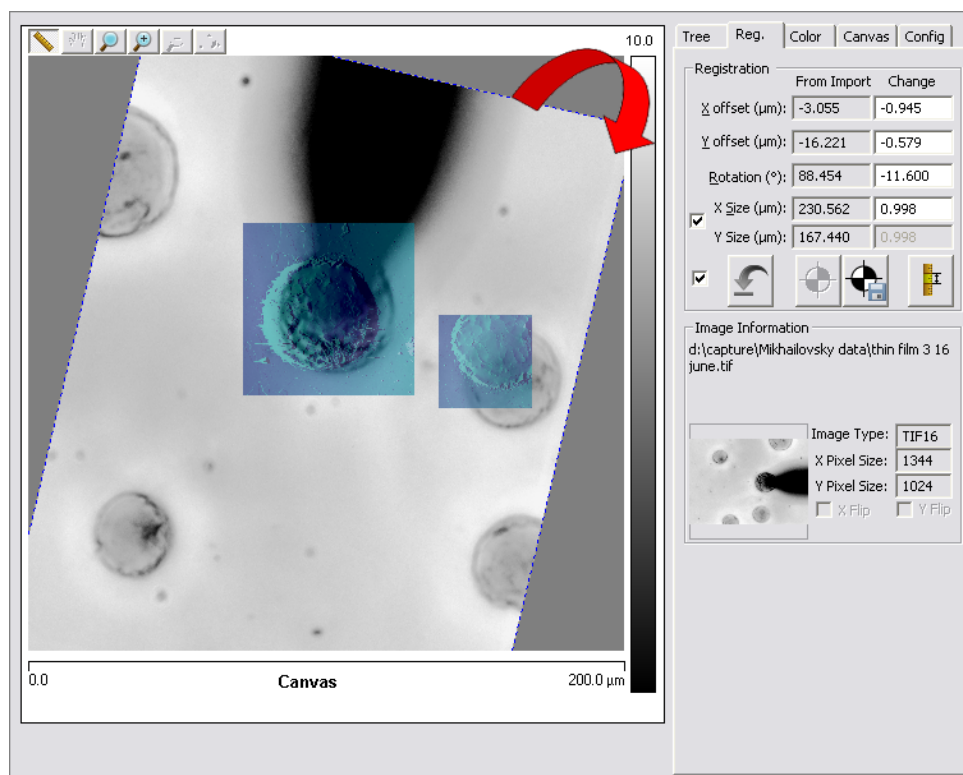 10.0
0.0 Canvas 200.0 µm
Tree Reg. Color Canvas Config
Registration
From Import Change
X offset (µm): -3.055 -0.945
Y offset (µm): -16.221 -0.579
Rotation (°): 88.454 -11.600
X Size (µm): 230.562 0.998
Y Size (µm): 167.440 0.998
Image Information
d:\capture\Mikhailovsky data\thin film 3 16
june.tif
Image Type: TIF16
X Pixel Size: 1344
Y Pixel Size: 1024
X Flip Y Flip